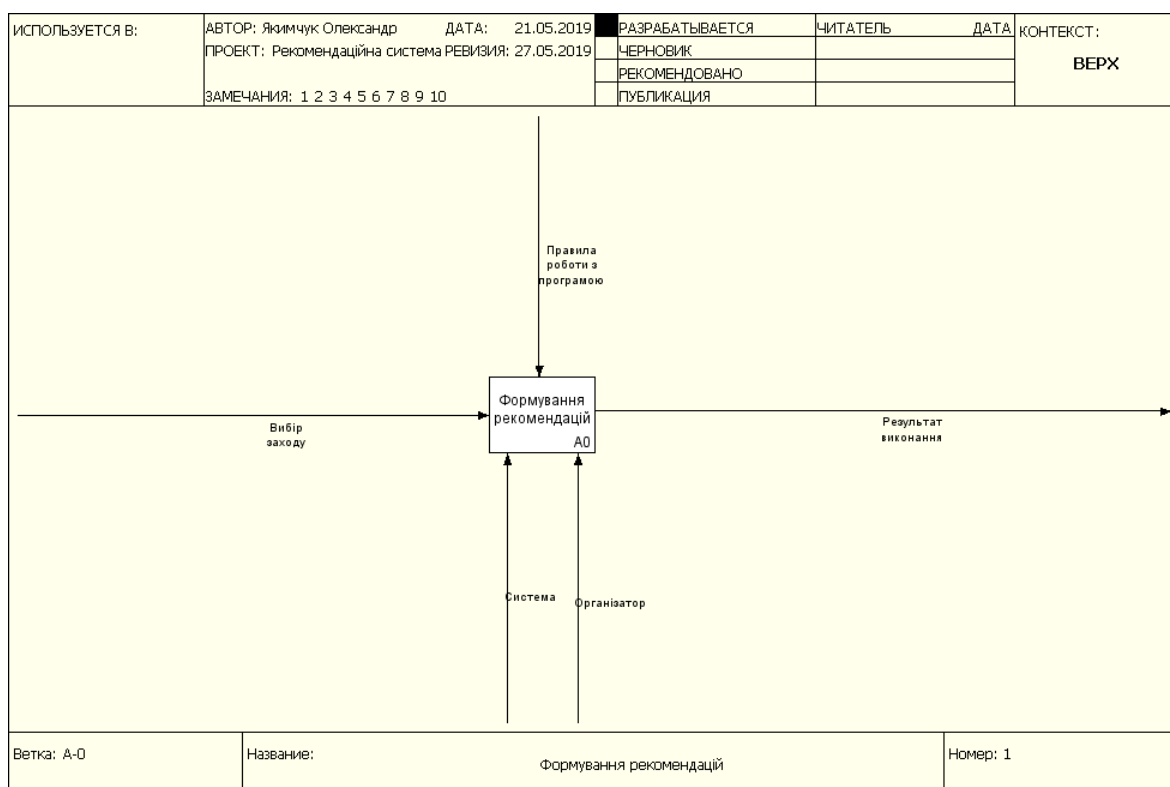 ИСПОЛЬЗУЕТСЯ В:
АВТОР: Якимчук Олександр ДАТА: 21.05.2019
ПРОЕКТ: Рекомендаційна система РЕВИЗИЯ: 27.05.2019
ЗАМЕЧАНИЯ: 1 2 3 4 5 6 7 8 9 10
РАЗРАБАТЫВАЕТСЯ
ЧЕРНОВИК
РЕКОМЕНДОВАНО
ПУБЛИКАЦИЯ
ЧИТАТЕЛЬ ДАТА
КОНТЕКСТ:
ВЕРХ
Правила
роботи з
програмою
Формування
рекомендацій
A0
Вибір
заходу
Результат
виконання
Система
Організатор
Ветка: A-0
Название:
Формування рекомендацій
Номер: 1